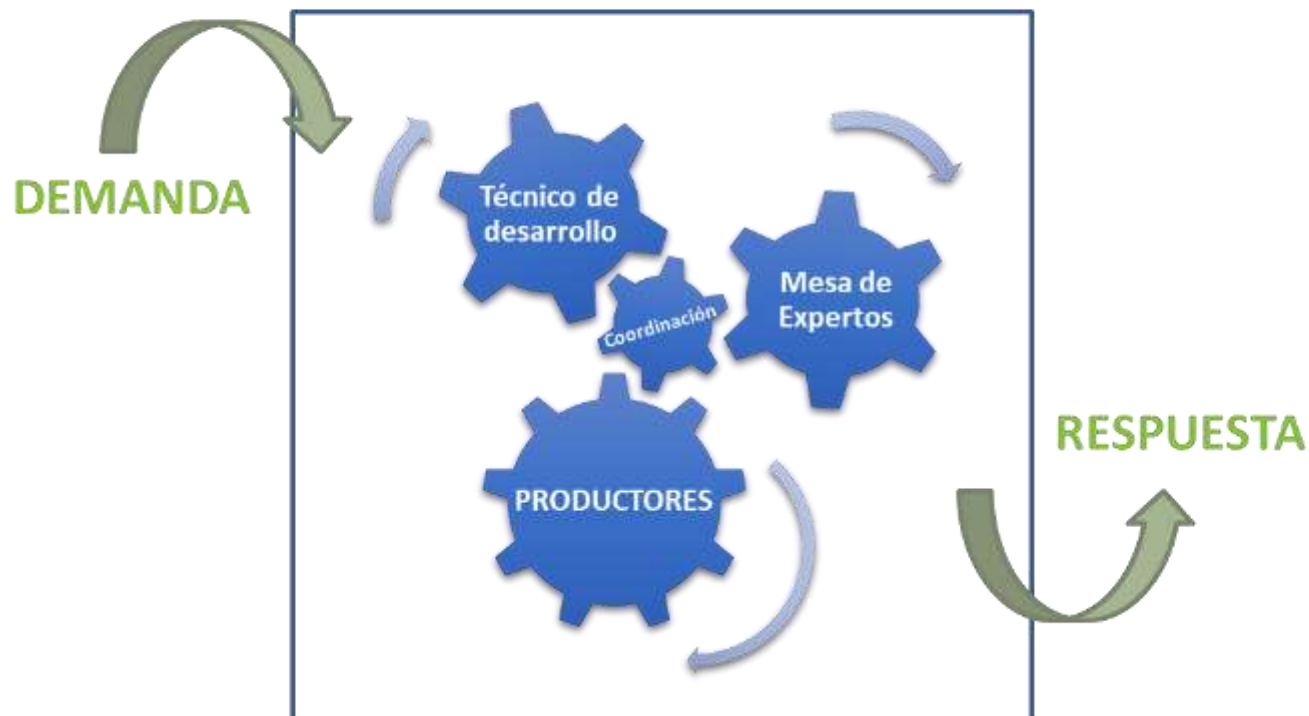 DEMANDA
Técnico de
desarrollo
Mesa de
Expertos
Coordinación
PRODUCTORES
RESPUESTA